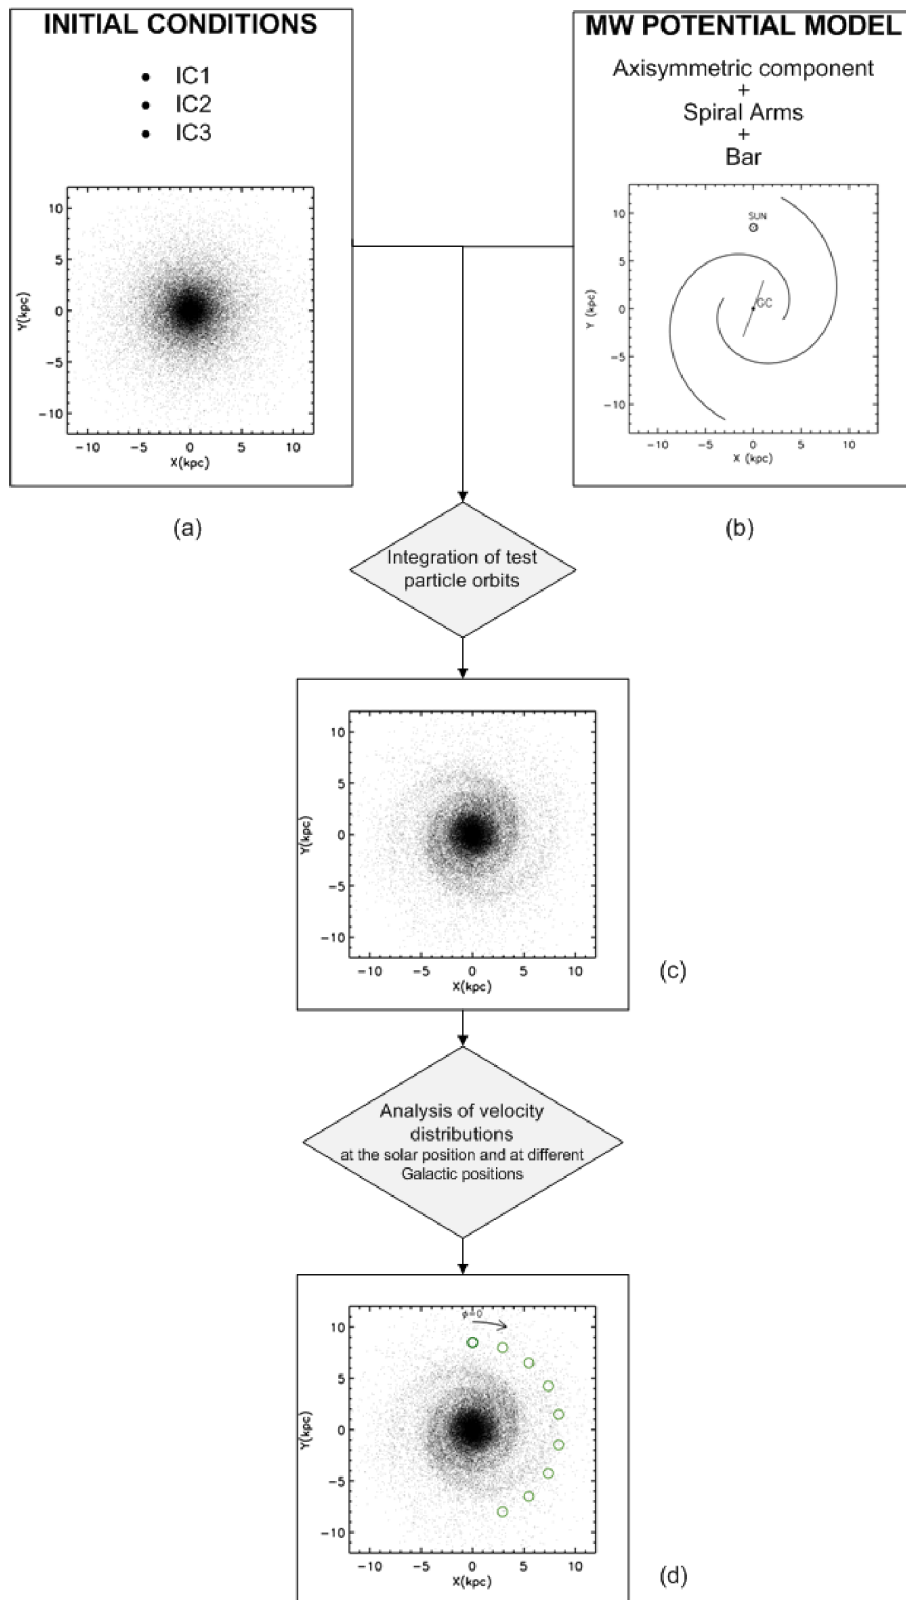 INITIAL CONDITIONS
• IC1
• IC2
• IC3
10
5
0
−5
−10
Y(kpc)
−10 −5 0 5 10
X(kpc)
(a)
MW POTENTIAL MODEL
Axisymmetric component
+
Spiral Arms
+
Bar
10
5
0
−5
−10
Y (kpc)
SUN
GC
−10 −5 0 5 10
X (kpc)
(b)
Integration of test
particle orbits
10
5
0
−5
−10
Y(kpc)
−10 −5 0 5 10
X(kpc)
(c)
Analysis of velocity
distributions
at the solar position and at different
Galactic positions
ϕ=0
10
5
0
−5
−10
Y(kpc)
−10 −5 0 5 10
X(kpc)
(d)